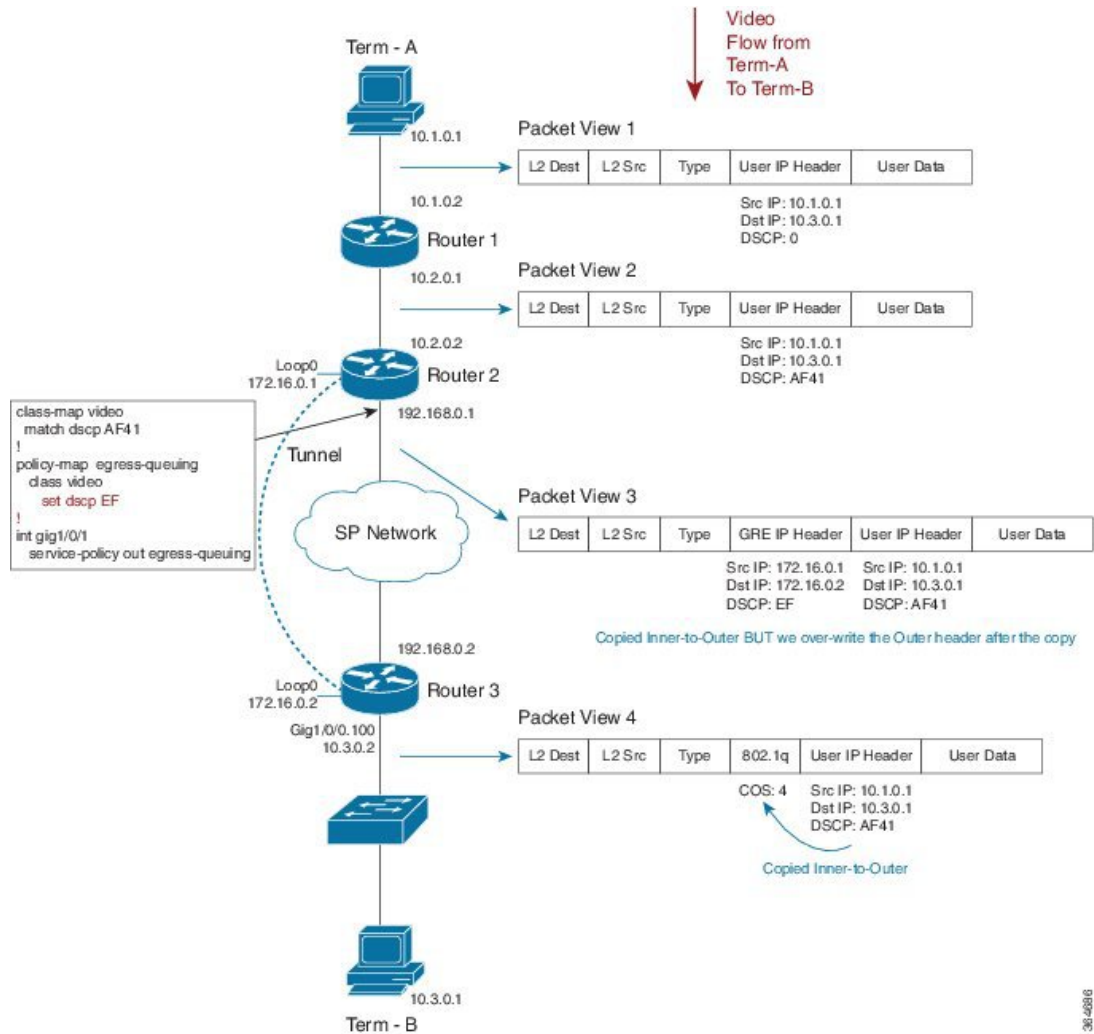 Video
Flow from
Term-A
To Term-B
Term - A
10.1.0.1
Packet View 1
L2 Dest L2 Src Type User IP Header User Data
Src IP: 10.1.0.1
Dst IP: 10.3.0.1
DSCP: 0
10.1.0.2
Router 1
10.2.0.1
Packet View 2
L2 Dest L2 Src Type User IP Header User Data
Src IP: 10.1.0.1
Dst IP: 10.3.0.1
DSCP: AF41
10.2.0.2
Loop0
172.16.0.1
Router 2
192.168.0.1
class-map video
match dscp AF41
!
policy-map egress-queuing
class video
set dscp EF
!
int gig1/0/1
service-policy out egress-queuing
Tunnel
SP Network
Packet View 3
L2 Dest L2 Src Type GRE IP Header User IP Header User Data
Src IP: 172.16.0.1 Src IP: 10.1.0.1
Dst IP: 172.16.0.2 Dst IP: 10.3.0.1
DSCP: EF DSCP: AF41
Copied Inner-to-Outer BUT we over-write the Outer header after the copy
192.168.0.2
Loop0
172.16.0.2
Router 3
Gig1/0/0.100
10.3.0.2
Packet View 4
L2 Dest L2 Src Type 802.1q User IP Header User Data
COS: 4 Src IP: 10.1.0.1
Dst IP: 10.3.0.1
DSCP: AF41
Copied Inner-to-Outer
10.3.0.1
Term - B
364686